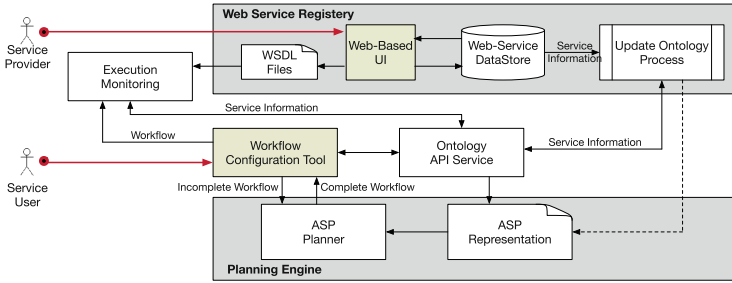 Web Service Registery
Service
Provider
Web-Based
UI
WSDL
Files
Web-Service
DataStore
Service
Information
Update Ontology
Process
Execution
Monitoring
Service Information
Workflow
Workflow
Configuration Tool
Ontology
API Service
Service Information
Service
User
Incomplete Workflow
Complete Workflow
ASP
Planner
ASP
Representation
Planning Engine